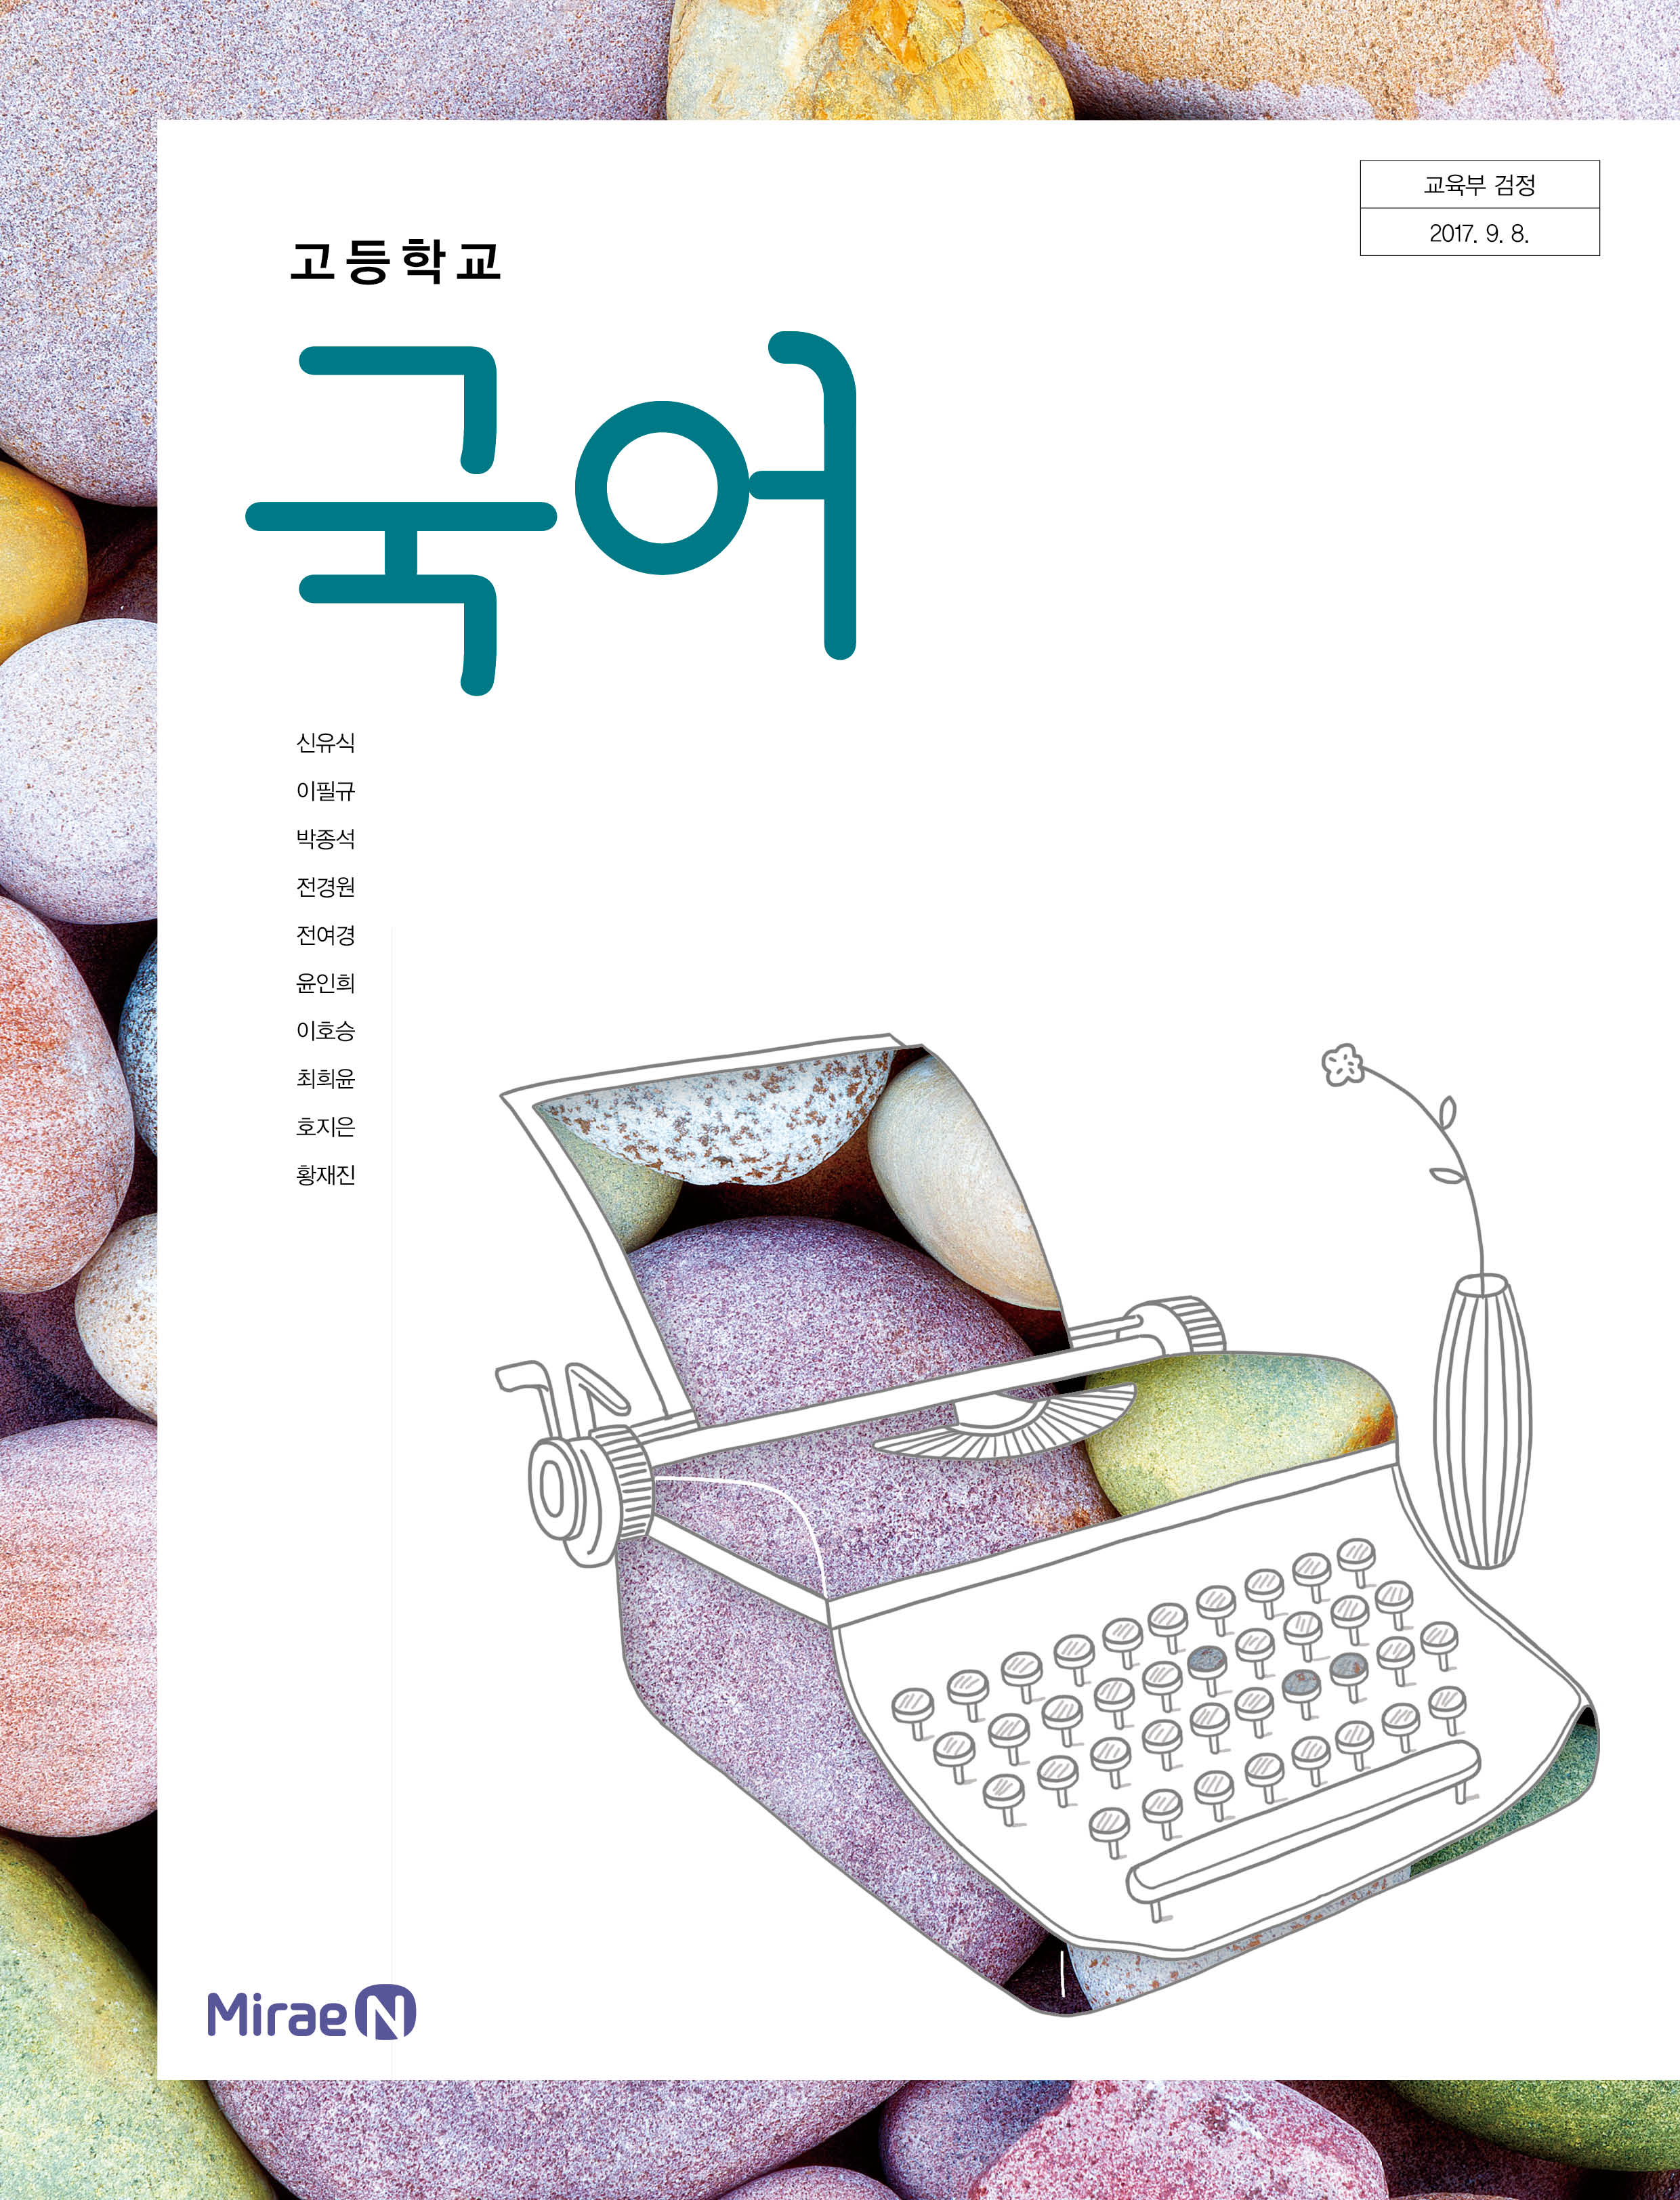 교육부 검정
2017. 9. 8.
고등학교
국어
신유식
이필규
박종석
전경원
전여경
윤인희
이호승
최희윤
호지은
황재진
Mirae N